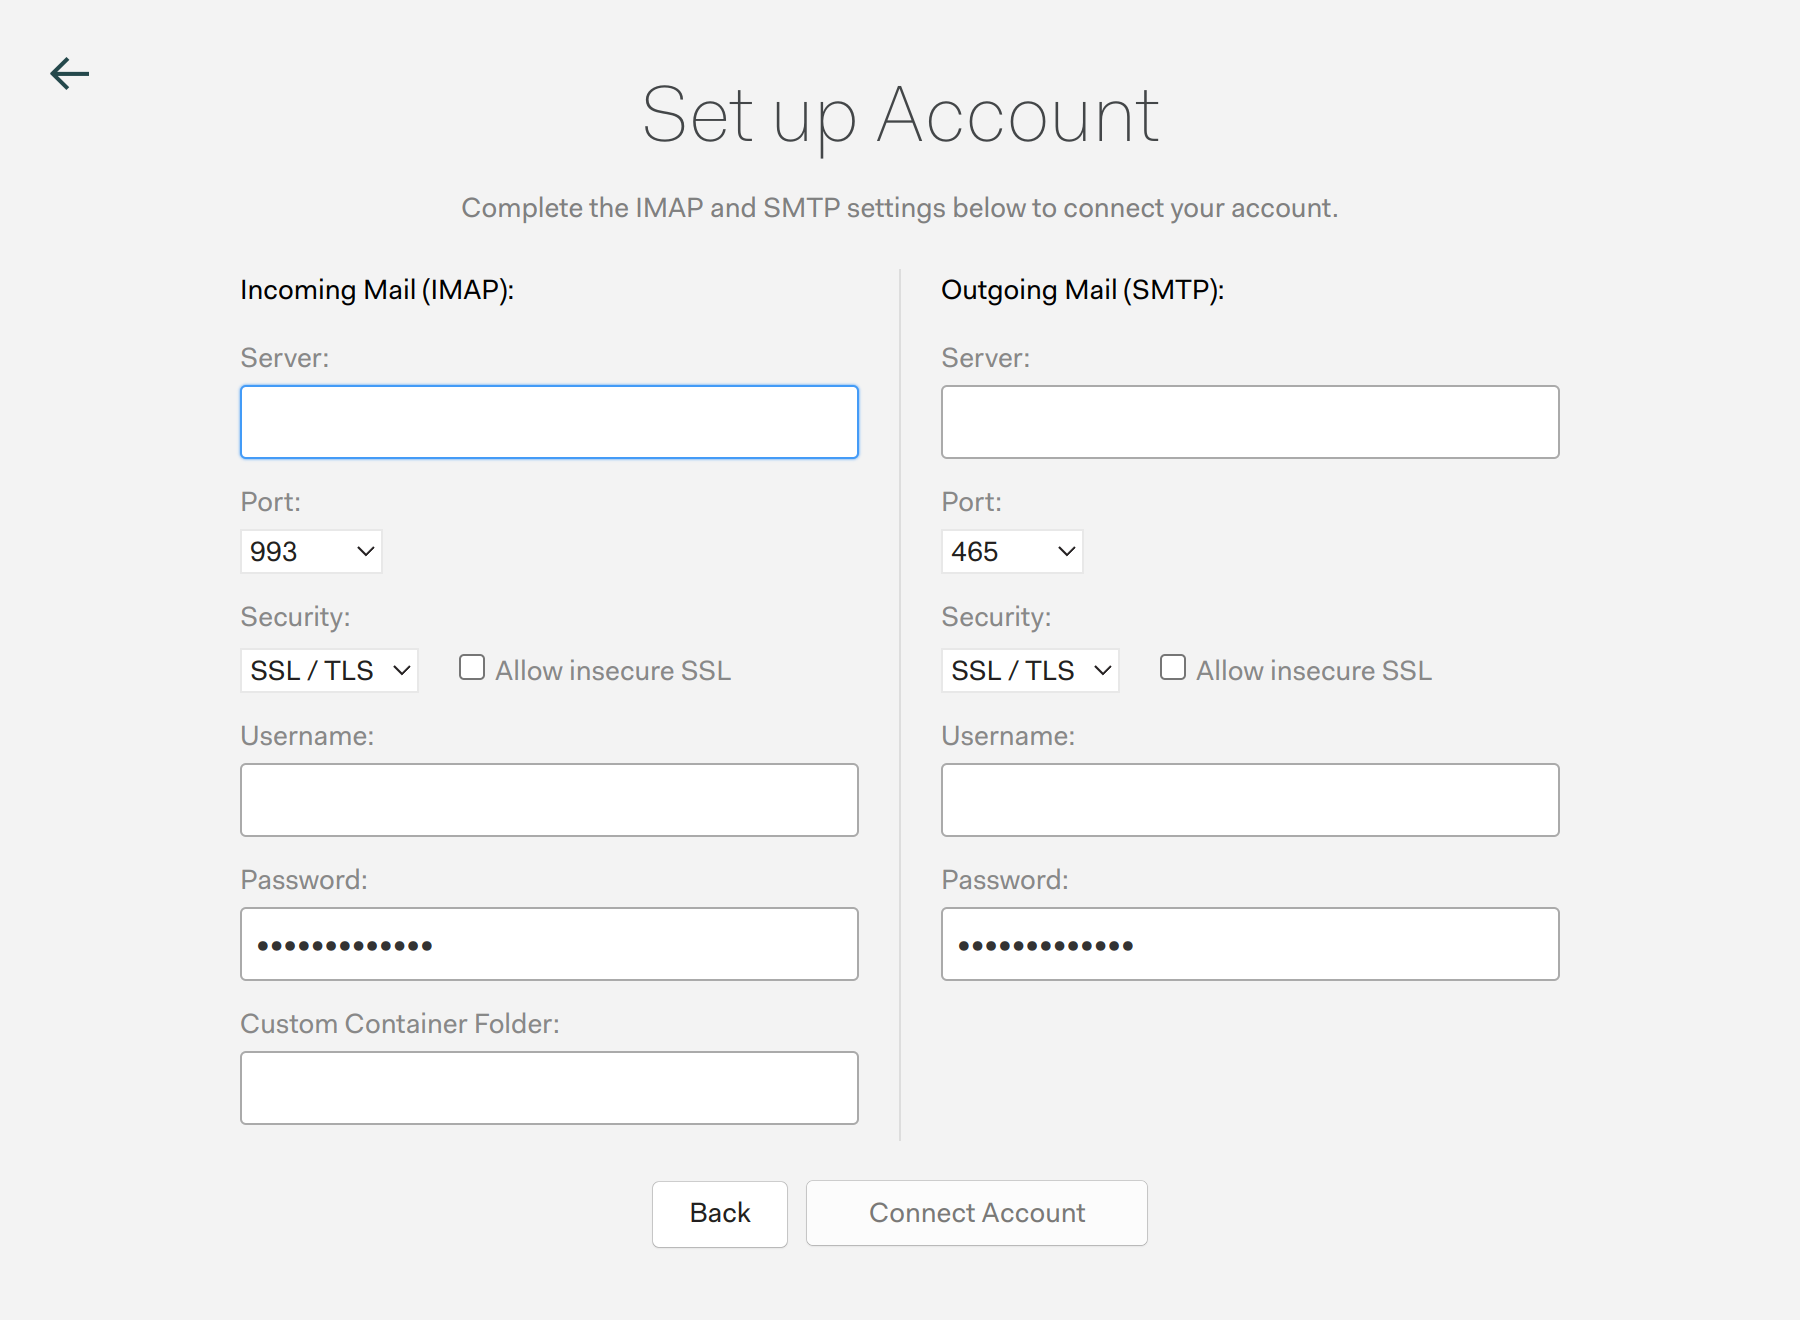 Set up Account
Complete the IMAP and SMTP settings below to connect your account.
Incoming Mail (IMAP):
Server:
Port:
993
Security:
SSL / TLS
Allow insecure SSL
Username:
Password:
•••••••••••••
Custom Container Folder:
Outgoing Mail (SMTP):
Server:
Port:
465
Security:
SSL / TLS
Allow insecure SSL
Username:
Password:
•••••••••••••
Back
Connect Account